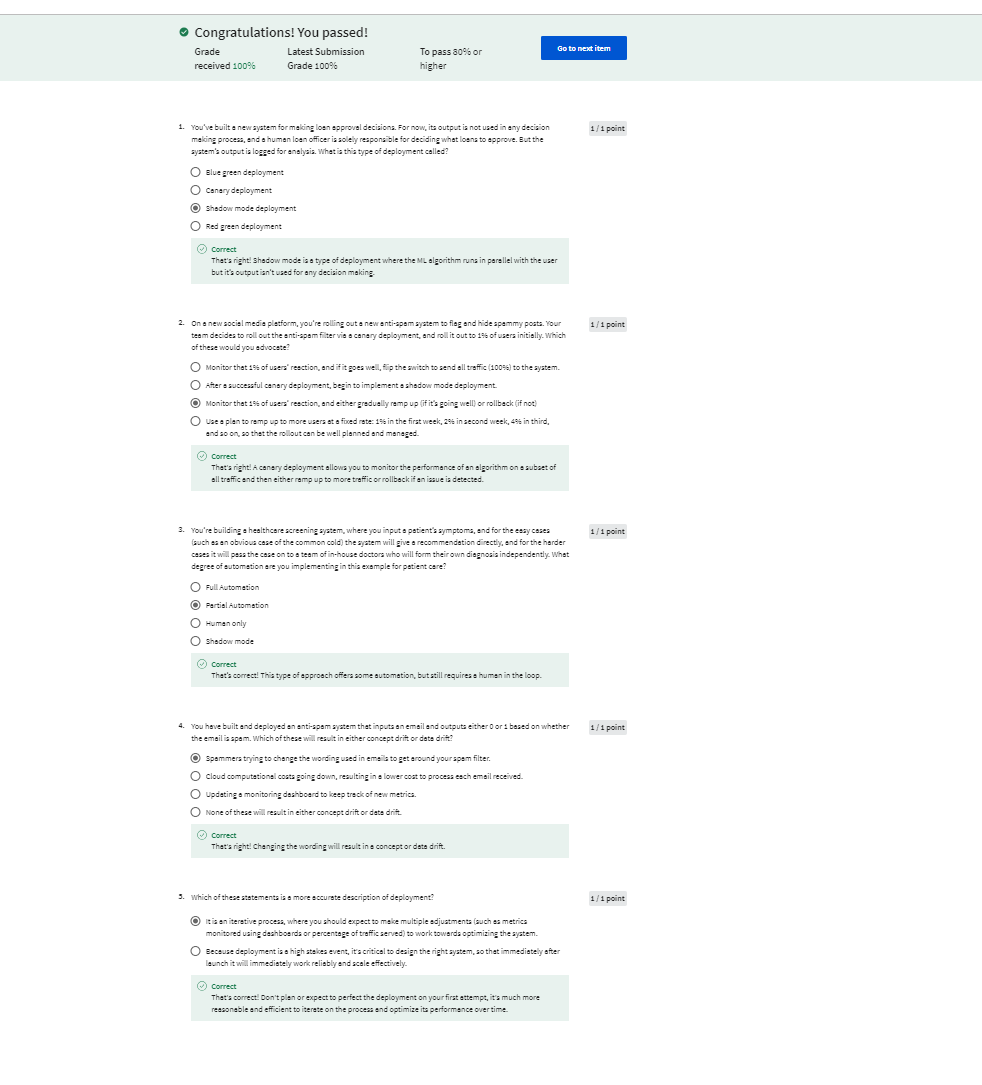 Congratulations! You passed!
Grade received 100%
Latest Submission Grade 100%
To pass 80% or higher
Go to next item
1. You've built a new system for making loan approval decisions. For now, its output is not used in any decision
making process, and a human loan officer is solely responsible for deciding what loans to approve. But the
system's output is logged for analysis. What is this type of deployment called?
1 / 1 point
Blue green deployment
Canary deployment
Shadow mode deployment
Red green deployment
Correct
That's right! Shadow mode is a type of deployment where the ML algorithm runs in parallel with the user
but it's output isn't used for any decision making.
2. On a new social media platform, you're rolling out a new anti-spam system to flag and hide spammy posts. Your
team decides to roll out the anti-spam filter via a canary deployment, and roll it out to 1% of users initially. Which
of these would you advocate?
1 / 1 point
Monitor that 1% of users' reaction, and if it goes well, flip the switch to send all traffic (100%) to the system.
After a successful canary deployment, begin to implement a shadow mode deployment.
Monitor that 1% of users' reaction, and either gradually ramp up (if it's going well) or rollback (if not)
Use a plan to ramp up to more users at a fixed rate: 1% in the first week, 2% in second week, 4% in third,
and so on, so that the rollout can be well planned and managed.
Correct
That's right! A canary deployment allows you to monitor the performance of an algorithm on a subset of
all traffic and then either ramp up to more traffic or rollback if an issue is detected.
3. You're building a healthcare screening system, where you input a patient's symptoms, and for the easy cases
(such as an obvious case of the common cold) the system will give a recommendation directly, and for the harder
cases it will pass the case on to a team of in-house doctors who will form their own diagnosis independently. What
degree of automation are you implementing in this example for patient care?
1 / 1 point
Full Automation
Partial Automation
Human only
Shadow mode
Correct
That's correct! This type of approach offers some automation, but still requires a human in the loop.
4. You have built and deployed an anti-spam system that inputs an email and outputs either 0 or 1 based on whether
the email is spam. Which of these will result in either concept drift or data drift?
1 / 1 point
Spammers trying to change the wording used in emails to get around your spam filter.
Cloud computational costs going down, resulting in a lower cost to process each email received.
Updating a monitoring dashboard to keep track of new metrics.
None of these will result in either concept drift or data drift.
Correct
That's right! Changing the wording will result in a concept or data drift.
5. Which of these statements is a more accurate description of deployment?
1 / 1 point
It is an iterative process, where you should expect to make multiple adjustments (such as metrics
monitored using dashboards or percentage of traffic served) to work towards optimizing the system.
Because deployment is a high stakes event, it's critical to design the right system, so that immediately after
launch it will immediately work reliably and scale effectively.
Correct
That's correct! Don't plan or expect to perfect the deployment on your first attempt, it's much more
reasonable and efficient to iterate on the process and optimize its performance over time.